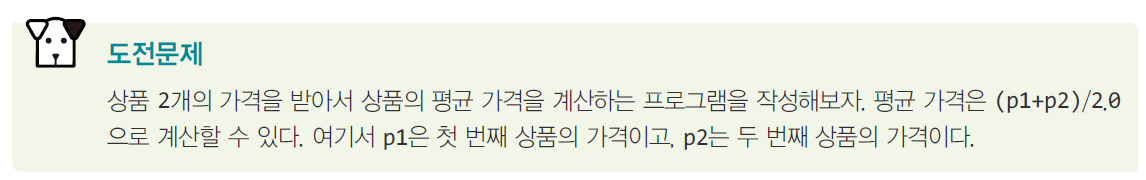 도전문제
상품 2개의 가격을 받아서 상품의 평균 가격을 계산하는 프로그램을 작성해보자. 평균 가격은 (p1+p2)/2.0
으로 계산할 수 있다. 여기서 p1은 첫 번째 상품의 가격이고, p2는 두 번째 상품의 가격이다.